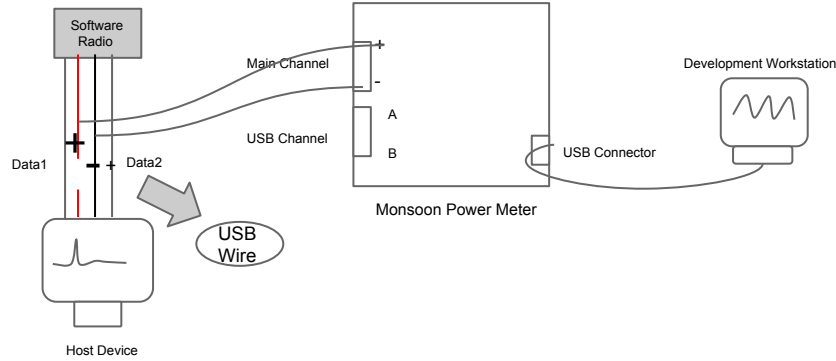 Software
Radio
Main Channel
+
-
Development Workstation
A
USB Channel
B
USB Connector
+
Data1
- +
Data2
Monsoon Power Meter
USB
Wire
Host Device